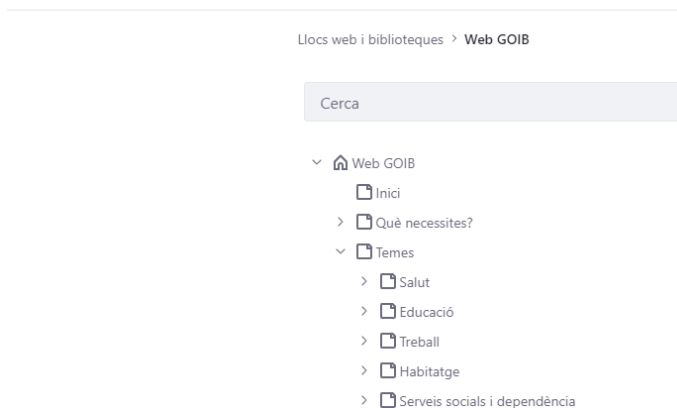 Llocs web i biblioteques > Web GOIB
Cerca
Web GOIB
Inici
Què necessites?
Temes
Salut
Educació
Treball
Habitatge
Serveis socials i dependència